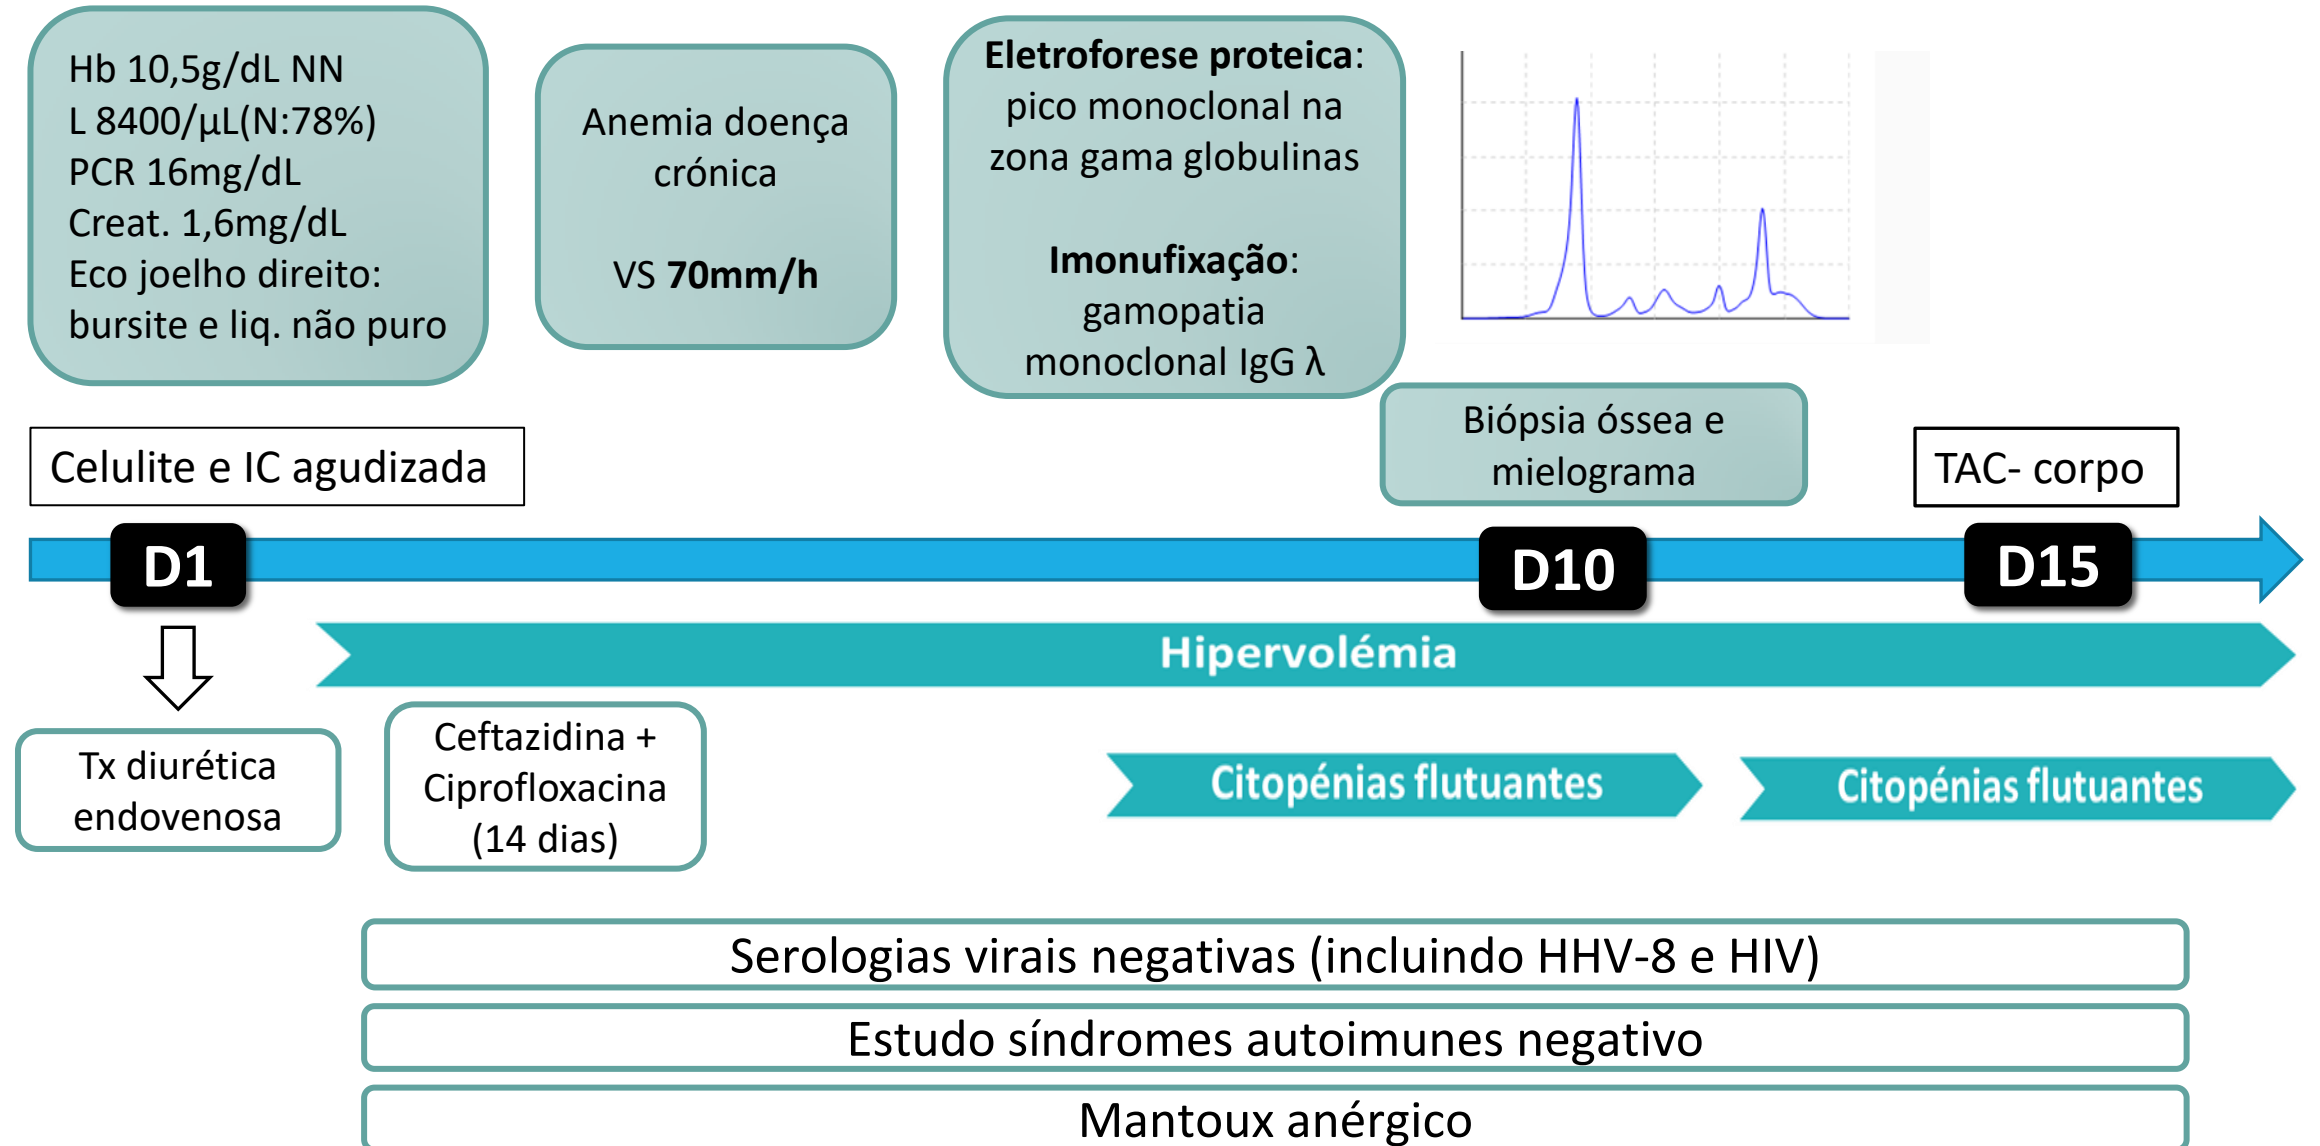 Hb 10,5g/dL NN
L 8400/µL(N:78%)
PCR 16mg/dL
Creat. 1,6mg/dL
Eco joelho direito:
bursite e liq. não puro
Anemia doença
crónica
VS 70mm/h
Eletroforese proteica:
pico monoclonal na
zona gama globulinas
Imonufixação:
gamopatia
monoclonal IgG λ
Biópsia óssea e
mielograma
Celulite e IC agudizada
TAC- corpo
D1
D10
D15
Hipervolémia
Tx diurética
endovenosa
Ceftazidina +
Ciprofloxacina
(14 dias)
Citopénias flutuantes
Citopénias flutuantes
Serologias virais negativas (incluindo HHV-8 e HIV)
Estudo síndromes autoimunes negativo
Mantoux anérgico